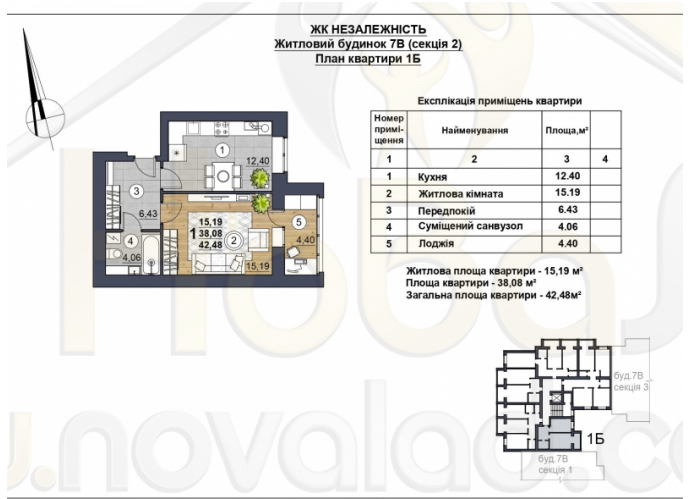 ЖК НЕЗАЛЕЖНІСТЬ
Житловий будинок 7В (секція 2)
План квартири 1Б
1
12,40
3
6,43
15,19
1 38,08
42,48
2
15,19
4
4,06
5
4,40
Експлікація приміщень квартири
Номер примі-щення Найменування Площа,м²
1 2 3 4
1 Кухня 12.40
2 Житлова кімната 15.19
3 Передпокій 6.43
4 Суміщений санвузол 4.06
5 Лоджія 4.40
Житлова площа квартири - 15,19 м²
Площа квартири - 38,08 м²
Загальна площа квартири - 42,48м²
буд.7В
секція 3
1Б
буд.7В
секція 1
u.novalad.co